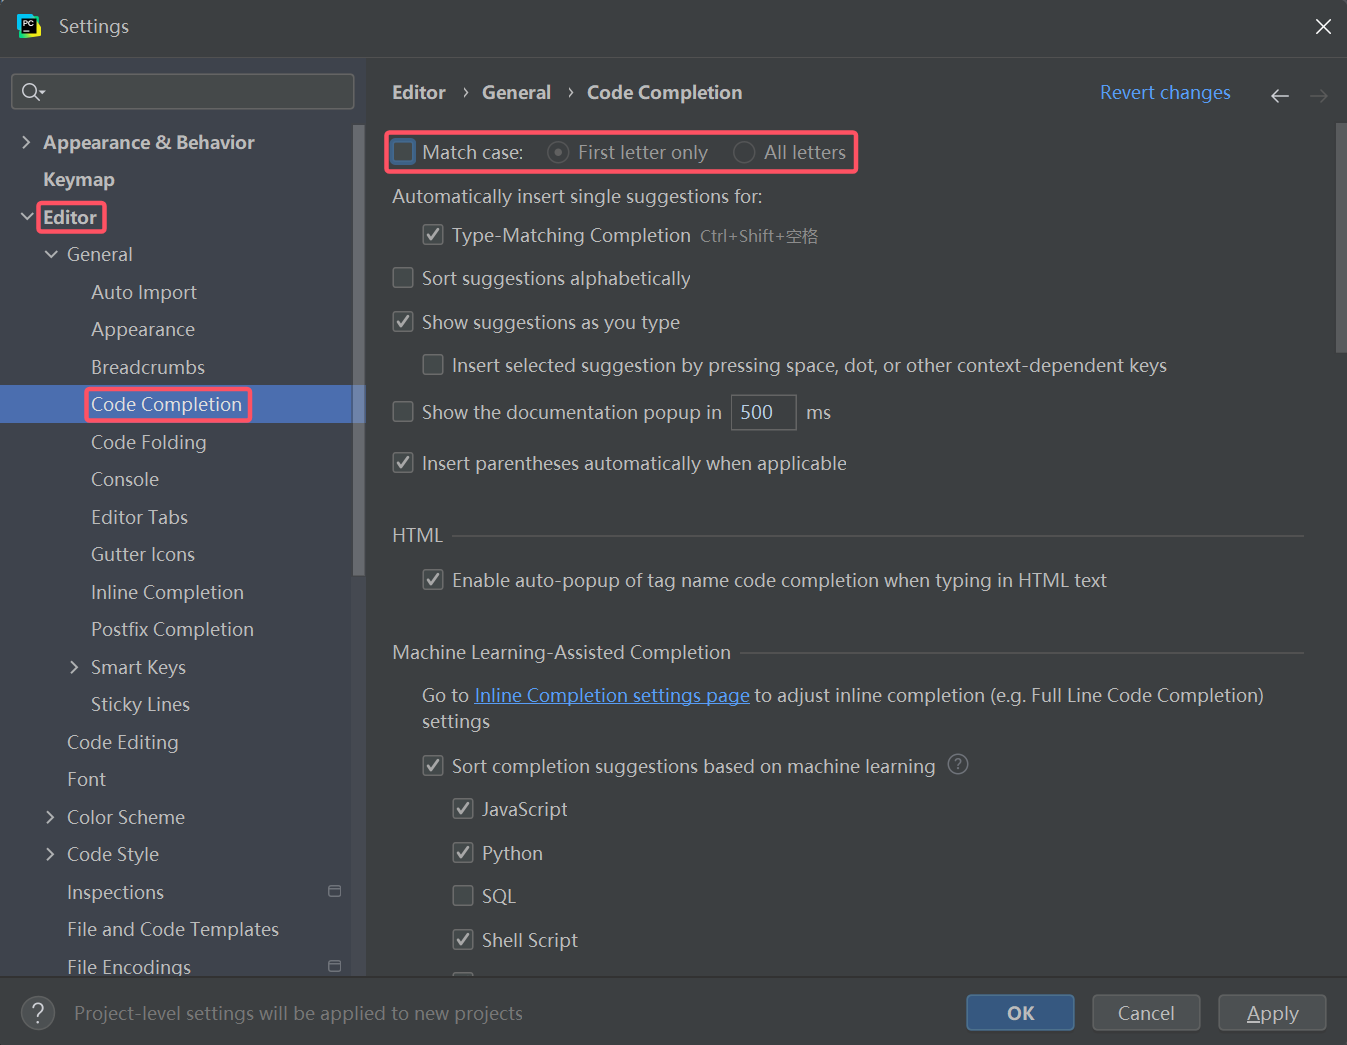 PC
Settings
Appearance & Behavior
Keymap
Editor
General
Auto Import
Appearance
Breadcrumbs
Code Completion
Code Folding
Console
Editor Tabs
Gutter Icons
Inline Completion
Postfix Completion
Smart Keys
Sticky Lines
Code Editing
Font
Color Scheme
Code Style
Inspections
File and Code Templates
File Encodings
Editor › General › Code Completion
Revert changes
Match case: First letter only All letters
Automatically insert single suggestions for:
Type-Matching Completion Ctrl+Shift+空格
Sort suggestions alphabetically
Show suggestions as you type
Insert selected suggestion by pressing space, dot, or other context-dependent keys
Show the documentation popup in 500 ms
Insert parentheses automatically when applicable
HTML
Enable auto-popup of tag name code completion when typing in HTML text
Machine Learning-Assisted Completion
Go to Inline Completion settings page to adjust inline completion (e.g. Full Line Code Completion)
settings
Sort completion suggestions based on machine learning ?
JavaScript
Python
SQL
Shell Script
? Project-level settings will be applied to new projects
OK Cancel Apply